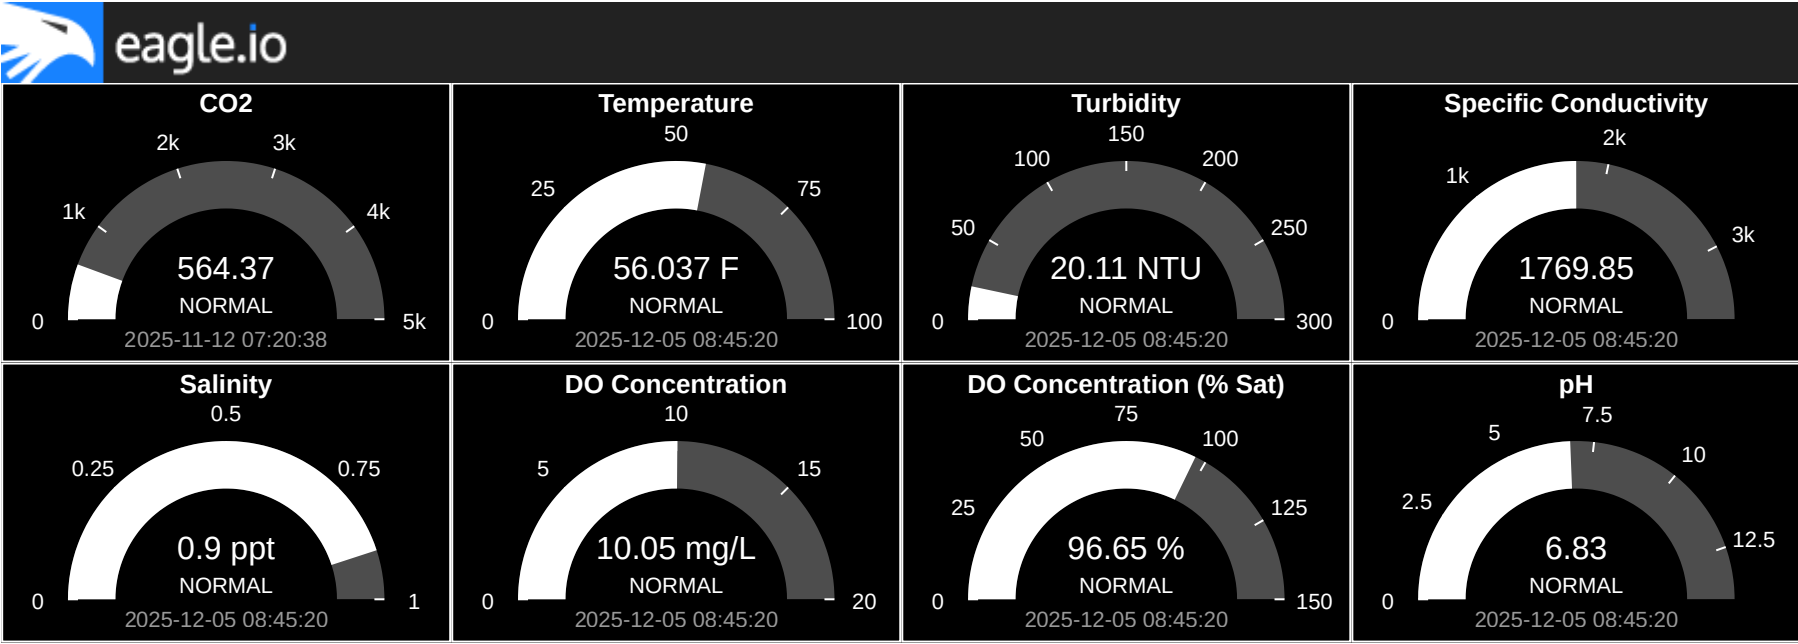 eagle.io
CO2
Temperature
Turbidity
Specific Conductivity
0
1k
2k
3k
4k
5k
564.37
NORMAL
2025-11-12 07:20:38
0
25
50
75
100
56.037 F
NORMAL
2025-12-05 08:45:20
0
50
100
150
200
250
300
20.11 NTU
NORMAL
2025-12-05 08:45:20
0
1k
2k
3k
1769.85
NORMAL
2025-12-05 08:45:20
Salinity
DO Concentration
DO Concentration (% Sat)
pH
0
0.25
0.5
0.75
1
0.9 ppt
NORMAL
2025-12-05 08:45:20
0
5
10
15
20
10.05 mg/L
NORMAL
2025-12-05 08:45:20
0
25
50
75
100
125
150
96.65 %
NORMAL
2025-12-05 08:45:20
0
2.5
5
7.5
10
12.5
6.83
NORMAL
2025-12-05 08:45:20